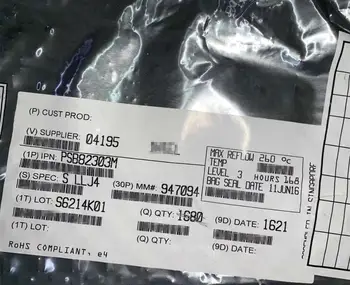 (P) CUST PROD:
(V) SUPPLIER: 04195
(1P) IPN: PSB82303M
(S) SPEC: S LLJ4 (30P) MM#: 947094
(1T) LOT: S6214K01 (Q) QTY: 1680 (9D) DATE: 1621
(1T) LOT: (Q) QTY: (9D) DATE:
RoHS COMPLIANT, e4
MAX REFLOW 260 °C
TEMP
LEVEL 3 HOURS 168
BAG SEAL DATE 11JUN16
SINGAPORE